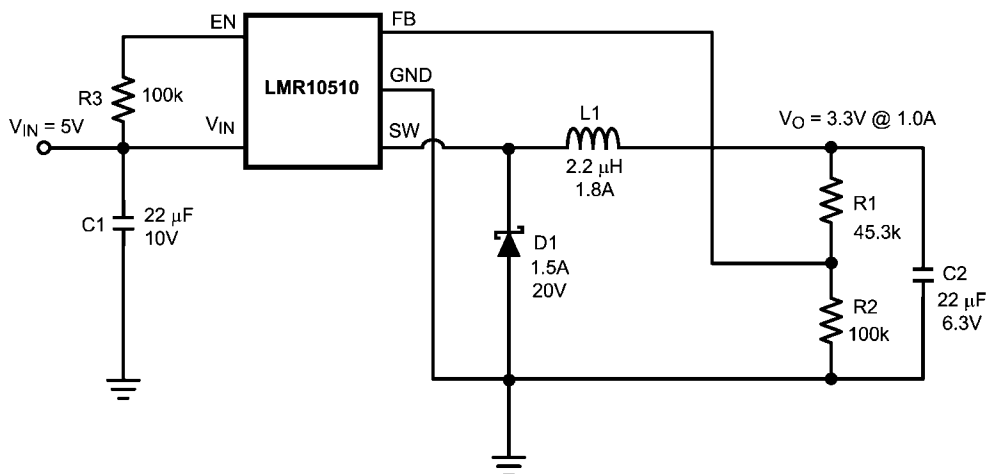 EN
FB
LMR10510
GND
R3
100k
V_IN = 5V
V_IN
SW
L1
V_O = 3.3V @ 1.0A
2.2 μH
1.8A
C1
22 μF
10V
R1
45.3k
D1
1.5A
20V
C2
22 μF
6.3V
R2
100k